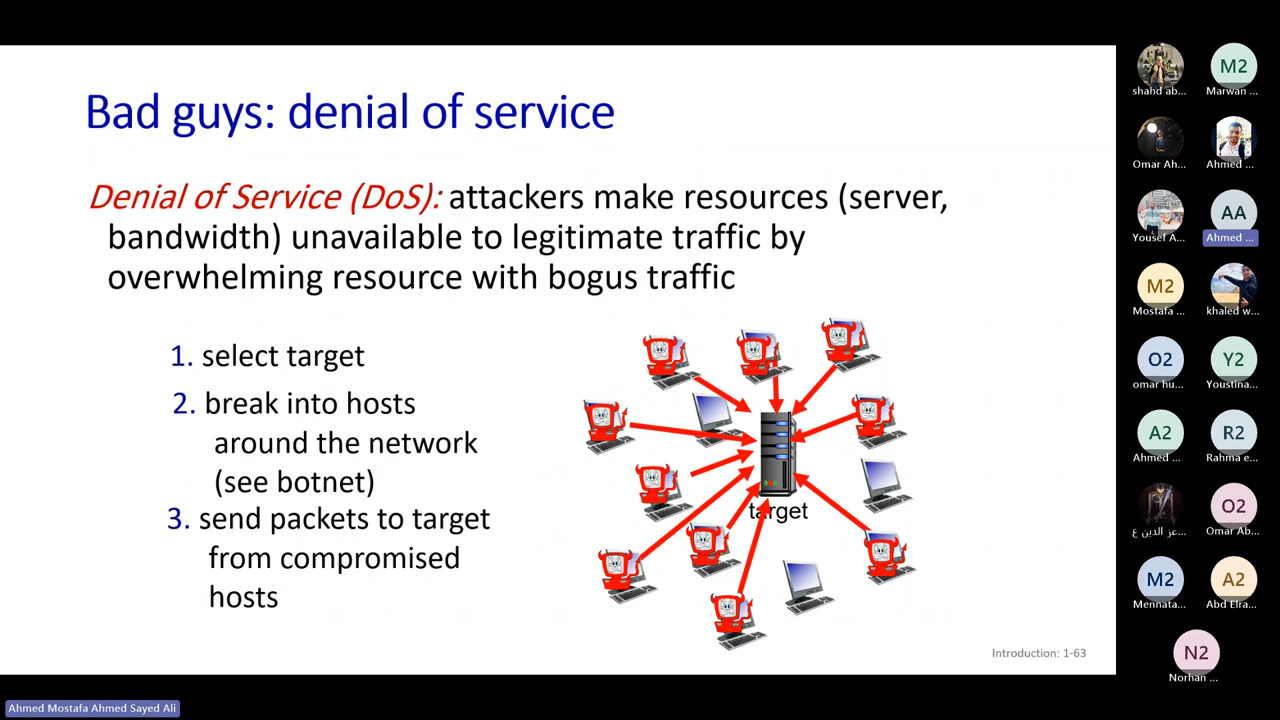 Bad guys: denial of service
Denial of Service (DoS): attackers make resources (server,
bandwidth) unavailable to legitimate traffic by
overwhelming resource with bogus traffic
1. select target
2. break into hosts
around the network
(see botnet)
3. send packets to target
from compromised
hosts
target
Introduction: 1-63
shahd ab...
M2
Marwan ...
Omar Ah...
Ahmed ...
Yousef A...
AA
Ahmed ...
M2
Mostafa ...
khaled w...
O2
omar hu...
Y2
Youstina...
A2
Ahmed ...
R2
Rahma e...
عز الدين ع...
O2
Omar Ab...
M2
Mennata...
A2
Abd Elra...
N2
Norhan ...
Ahmed Mostafa Ahmed Sayed Ali